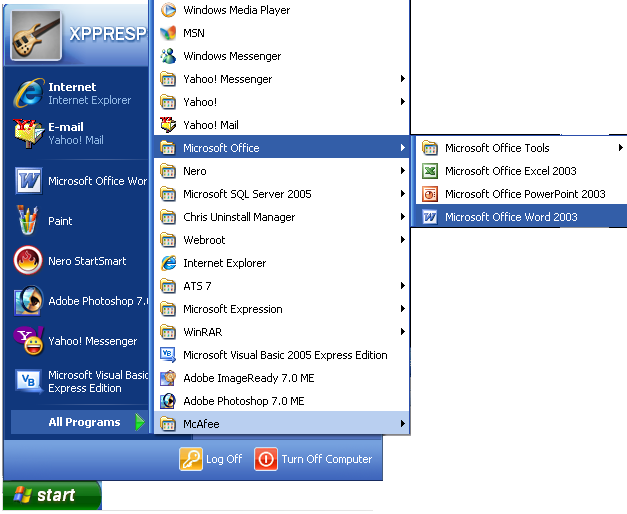 XPPRESP
Internet
Internet Explorer
E-mail
Yahoo! Mail
Microsoft Office Wor
Paint
Nero StartSmart
Adobe Photoshop 7.
Yahoo! Messenger
Microsoft Visual Basic
Express Edition
All Programs
Windows Media Player
MSN
Windows Messenger
Yahoo! Messenger
Yahoo!
Yahoo! Mail
Microsoft Office
Nero
Microsoft SQL Server 2005
Chris Uninstall Manager
Webroot
Internet Explorer
ATS 7
Microsoft Expression
WinRAR
Microsoft Visual Basic 2005 Express Edition
Adobe ImageReady 7.0 ME
Adobe Photoshop 7.0 ME
McAfee
Microsoft Office Tools
Microsoft Office Excel 2003
Microsoft Office PowerPoint 2003
Microsoft Office Word 2003
Log Off
Turn Off Computer
start